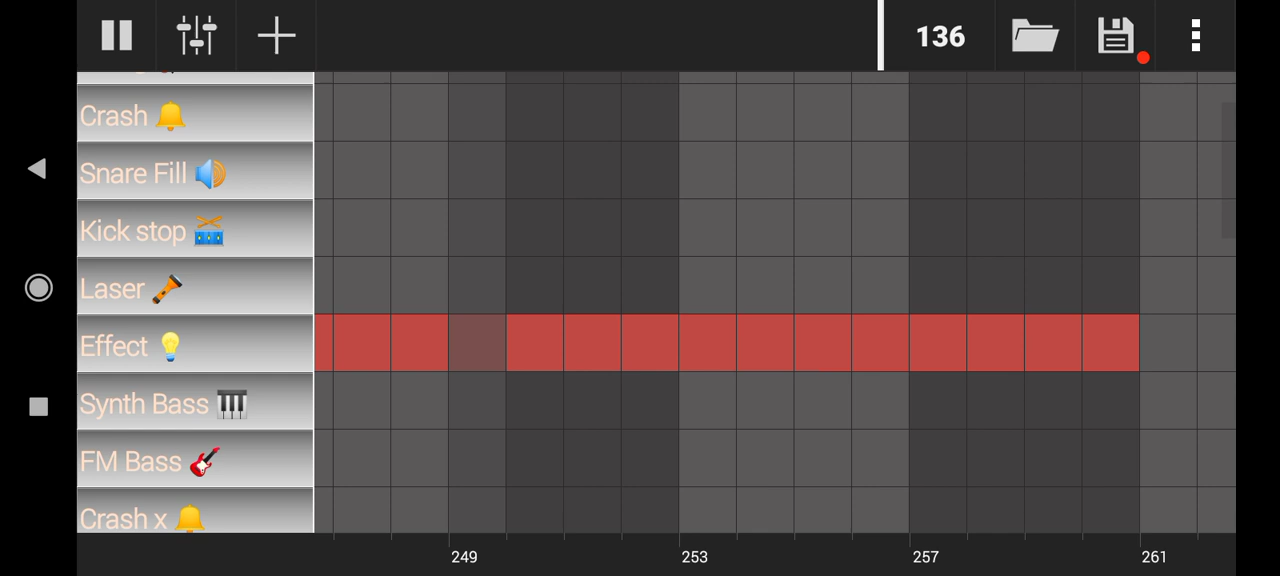 136
Crash
Snare Fill
Kick stop
Laser
Effect
Synth Bass
FM Bass
Crash x
249 253 257 261